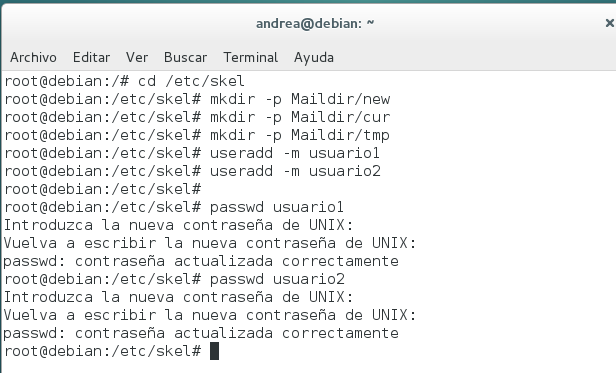 andrea@debian: ~
Archivo Editar Ver Buscar Terminal Ayuda
root@debian:/# cd /etc/skel
root@debian:/etc/skel# mkdir -p Maildir/new
root@debian:/etc/skel# mkdir -p Maildir/cur
root@debian:/etc/skel# mkdir -p Maildir/tmp
root@debian:/etc/skel# useradd -m usuario1
root@debian:/etc/skel# useradd -m usuario2
root@debian:/etc/skel#
root@debian:/etc/skel# passwd usuario1
Introduzca la nueva contraseña de UNIX:
Vuelva a escribir la nueva contraseña de UNIX:
passwd: contraseña actualizada correctamente
root@debian:/etc/skel# passwd usuario2
Introduzca la nueva contraseña de UNIX:
Vuelva a escribir la nueva contraseña de UNIX:
passwd: contraseña actualizada correctamente
root@debian:/etc/skel#